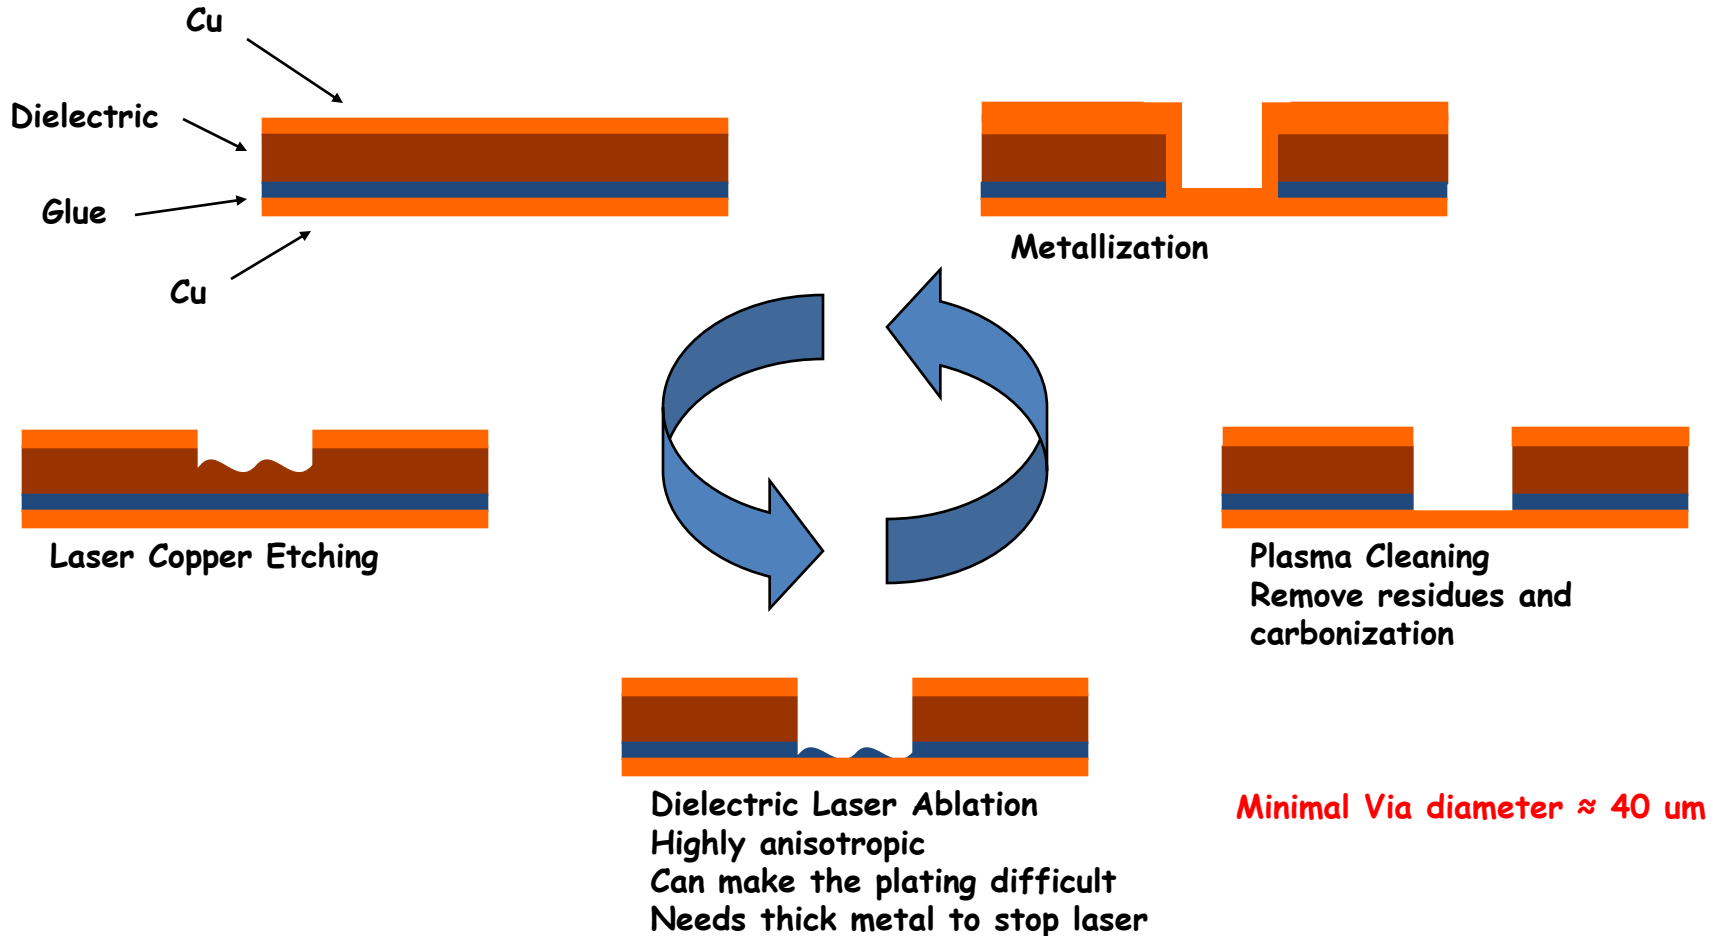 Cu
Dielectric
Glue
Cu
Metallization
Laser Copper Etching
Plasma Cleaning
Remove residues and
carbonization
Dielectric Laser Ablation
Highly anisotropic
Can make the plating difficult
Needs thick metal to stop laser
Minimal Via diameter ≈ 40 um